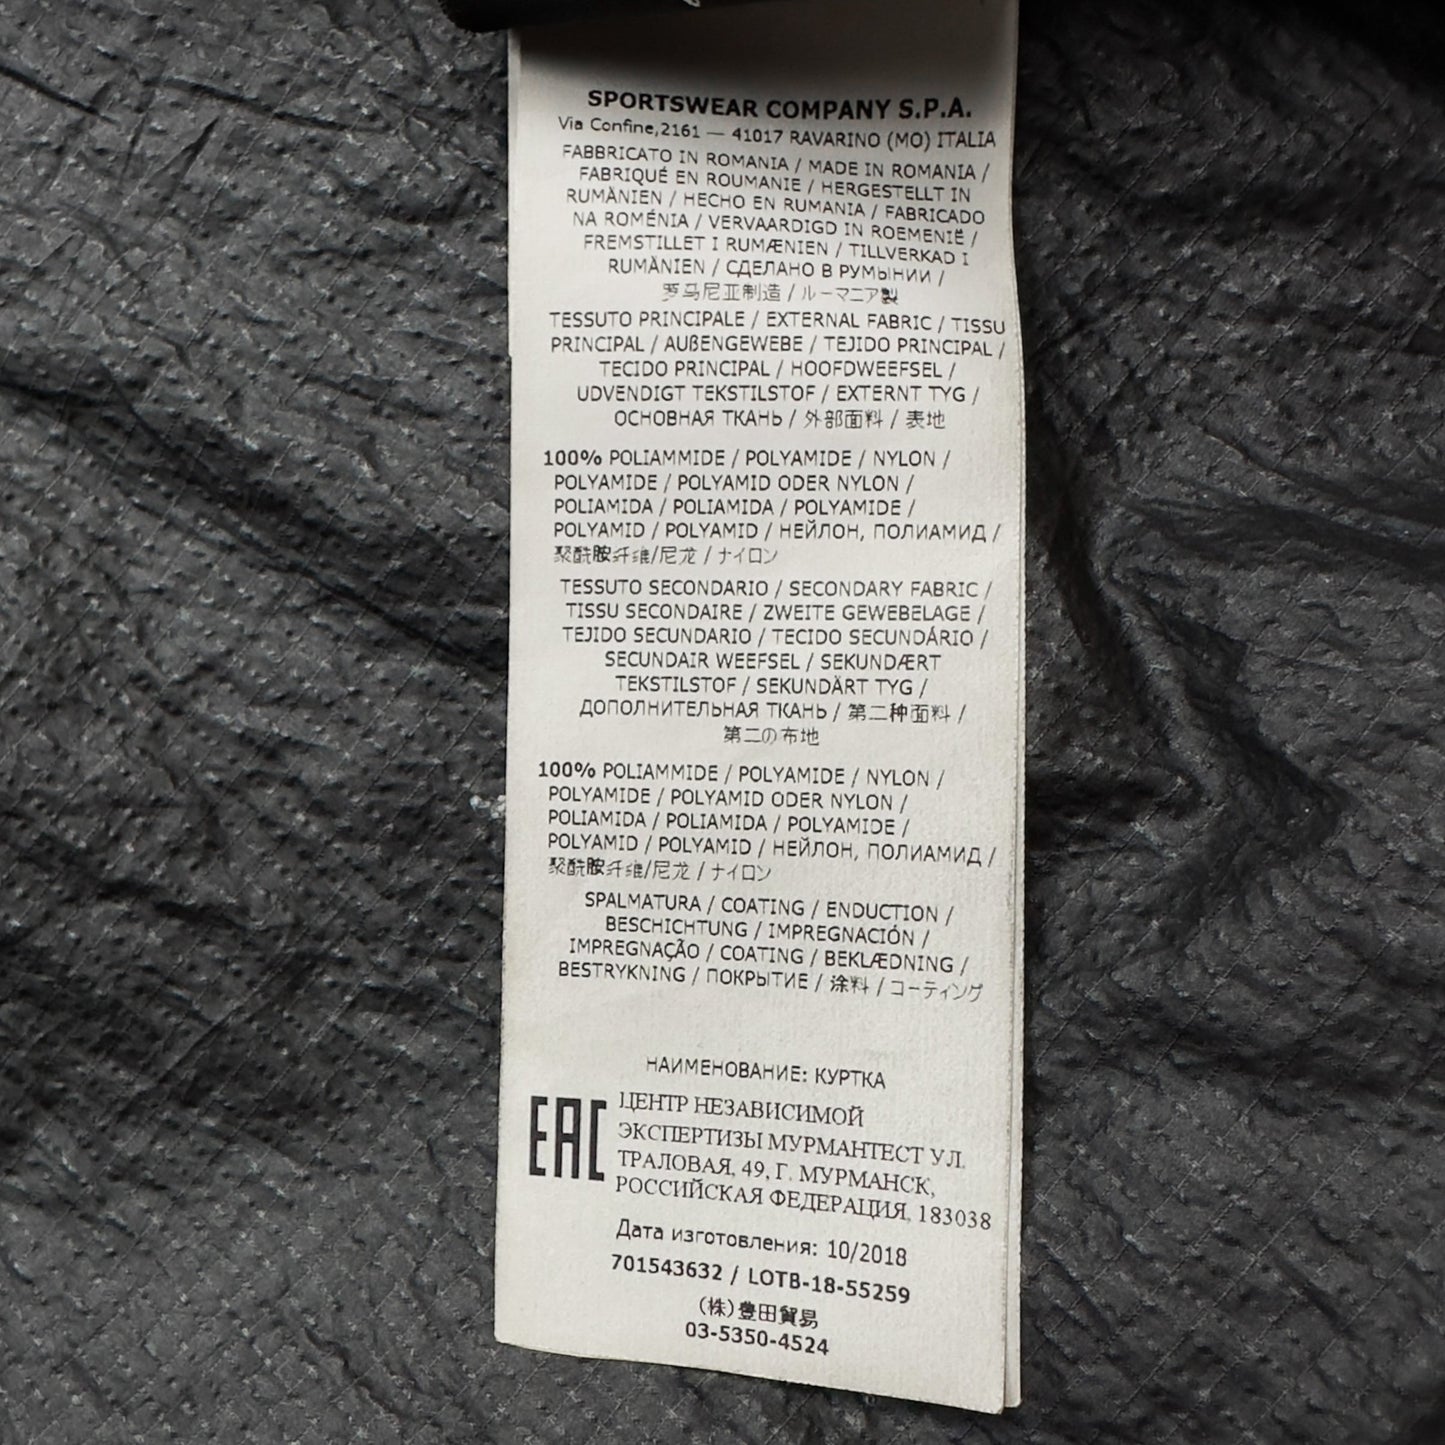 SPORTSWEAR COMPANY S.P.A.
Via Confine,2161 — 41017 RAVARINO (MO) ITALIA
FABBRICATO IN ROMANIA / MADE IN ROMANIA /
FABRIQUÉ EN ROUMANIE / HERGESTELLT IN
RUMÄNIEN / HECHO EN RUMANIA / FABRICADO
NA ROMÉNIA / VERVAARDIGD IN ROEMENIË /
FREMSTILLET I RUMÆNIEN / TILLVERKAD I
RUMÄNIEN / СДЕЛАНО В РУМЫНИИ /
罗马尼亚制造 / ルーマニア製
TESSUTO PRINCIPALE / EXTERNAL FABRIC / TISSU
PRINCIPAL / AUßENGEWEBE / TEJIDO PRINCIPAL /
TECIDO PRINCIPAL / HOOFDWEEFSEL /
UDVENDIGT TEKSTILSTOF / EXTERNT TYG /
ОСНОВНАЯ ТКАНЬ / 外部面料 / 表地
100% POLIAMMIDE / POLYAMIDE / NYLON /
POLYAMIDE / POLYAMID ODER NYLON /
POLIAMIDA / POLIAMIDA / POLYAMIDE /
POLYAMID / POLYAMID / НЕЙЛОН, ПОЛИАМИД /
聚酰胺纤维/尼龙 / ナイロン
TESSUTO SECONDARIO / SECONDARY FABRIC /
TISSU SECONDAIRE / ZWEITE GEWEBELAGE /
TEJIDO SECUNDARIO / TECIDO SECUNDÁRIO /
SECUNDAIR WEEFSEL / SEKUNDÆRT
TEKSTILSTOF / SEKUNDÄRT TYG /
ДОПОЛНИТЕЛЬНАЯ ТКАНЬ / 第二种面料 /
第二の布地
100% POLIAMMIDE / POLYAMIDE / NYLON /
POLYAMIDE / POLYAMID ODER NYLON /
POLIAMIDA / POLIAMIDA / POLYAMIDE /
POLYAMID / POLYAMID / НЕЙЛОН, ПОЛИАМИД /
聚酰胺纤维/尼龙 / ナイロン
SPALMATURA / COATING / ENDUCTION /
BESCHICHTUNG / IMPREGNACIÓN /
IMPREGNAÇÃO / COATING / BEKLÆDNING /
BESTRYKNING / ПОКРЫТИЕ / 涂料 / コーティング
НАИМЕНОВАНИЕ: КУРТКА
EAC
ЦЕНТР НЕЗАВИСИМОЙ
ЭКСПЕРТИЗЫ МУРМАНТЕСТ УЛ.
ТРАЛОВАЯ, 49, Г. МУРМАНСК,
РОССИЙСКАЯ ФЕДЕРАЦИЯ, 183038
Дата изготовления: 10/2018
701543632 / LOTB-18-55259
(株)豊田貿易
03-5350-4524